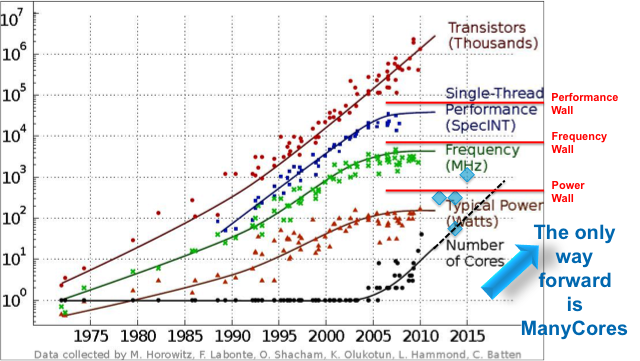 10^7
10^6
10^5
10^4
10^3
10^2
10^1
10^0
Transistors
(Thousands)
Single-Thread
Performance
(SpecINT)
Frequency
(MHz)
Typical Power
(Watts)
Number
of Cores
Performance
Wall
Frequency
Wall
Power
Wall
The only
way
forward
is
ManyCores
1975 1980 1985 1990 1995 2000 2005 2010 2015
Data collected by M. Horowitz, F. Labonte, O. Shacham, K. Olukotun, L. Hammond, C. Batten